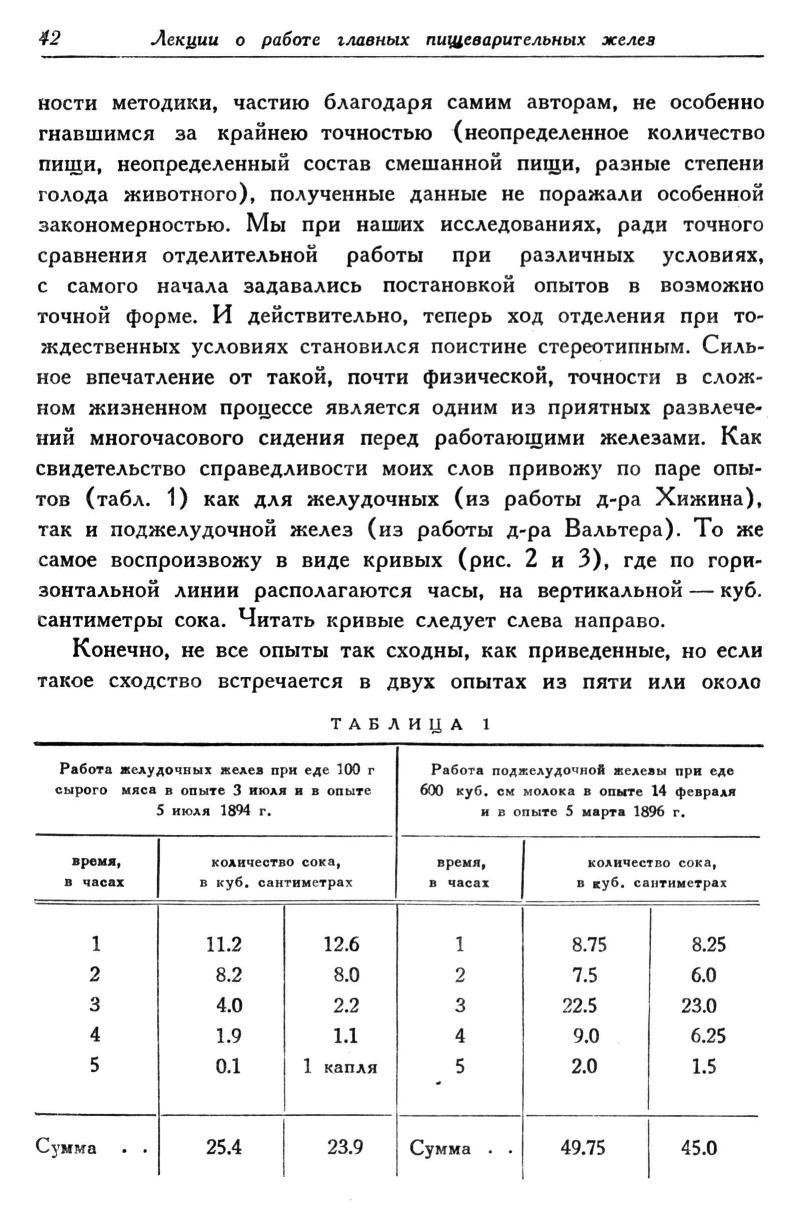 42 Лекции о работе главных пищеварительных желез
ности методики, частию благодаря самим авторам, не особенно
гнавшимся за крайнею точностью (неопределенное количество
пищи, неопределенный состав смешанной пищи, разные степени
голода животного), полученные данные не поражали особенной
закономерностью. Мы при наших исследованиях, ради точного
сравнения отделительной работы при различных условиях,
с самого начала задавались постановкой опытов в возможно
точной форме. И действительно, теперь ход отделения при то-
ждественных условиях становился поистине стереотипным. Силь-
ное впечатление от такой, почти физической, точности в слож-
ном жизненном процессе является одним из приятных развлече-
ний многочасового сидения перед работающими железами. Как
свидетельство справедливости моих слов привожу по паре опы-
тов (табл. 1) как для желудочных (из работы д-ра Хижина),
так и поджелудочной желез (из работы д-ра Вальтера). То же
самое воспроизвожу в виде кривых (рис. 2 и 3), где по гори-
зонтальной линии располагаются часы, на вертикальной — куб.
сантиметры сока. Читать кривые следует слева направо.
Конечно, не все опыты так сходны, как приведенные, но если
такое сходство встречается в двух опытах из пяти или около
ТАБЛИЦА 1
Работа желудочных желез при еде 100 г
сырого мяса в опыте 3 июля и в опыте
5 июля 1894 г.
Работа поджелудочной железы при еде
600 куб. см молока в опыте 14 февраля
и в опыте 5 марта 1896 г.
время,
в часах
количество сока,
в куб. сантиметрах
время,
в часах
количество сока,
в куб. сантиметрах
1 11.2 12.6 1 8.75 8.25
2 8.2 8.0 2 7.5 6.0
3 4.0 2.2 3 22.5 23.0
4 1.9 1.1 4 9.0 6.25
5 0.1 1 капля 5 2.0 1.5
Сумма . . 25.4 23.9 Сумма . . 49.75 45.0